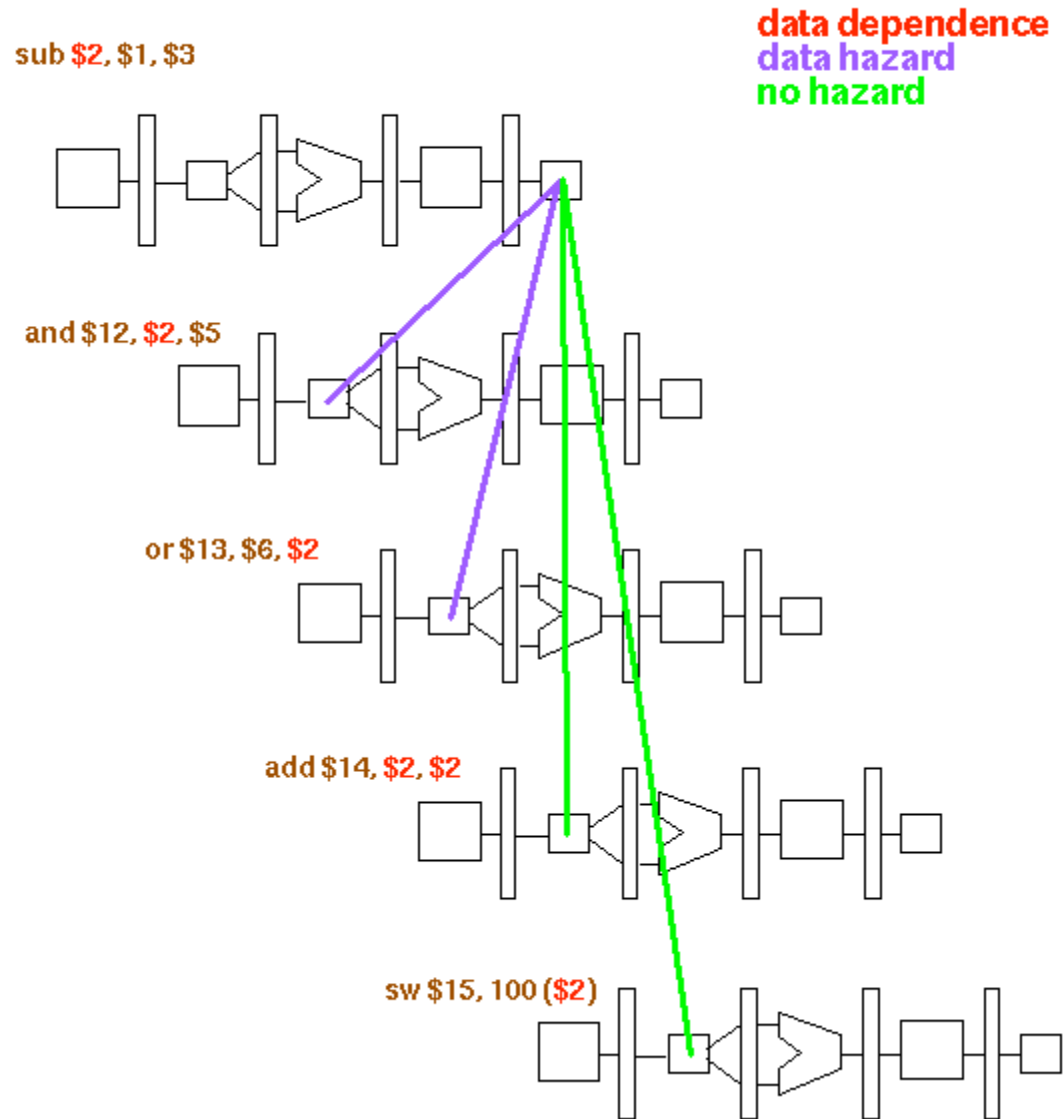 data dependence
data hazard
no hazard
sub $2, $1, $3
and $12, $2, $5
or $13, $6, $2
add $14, $2, $2
sw $15, 100 ($2)